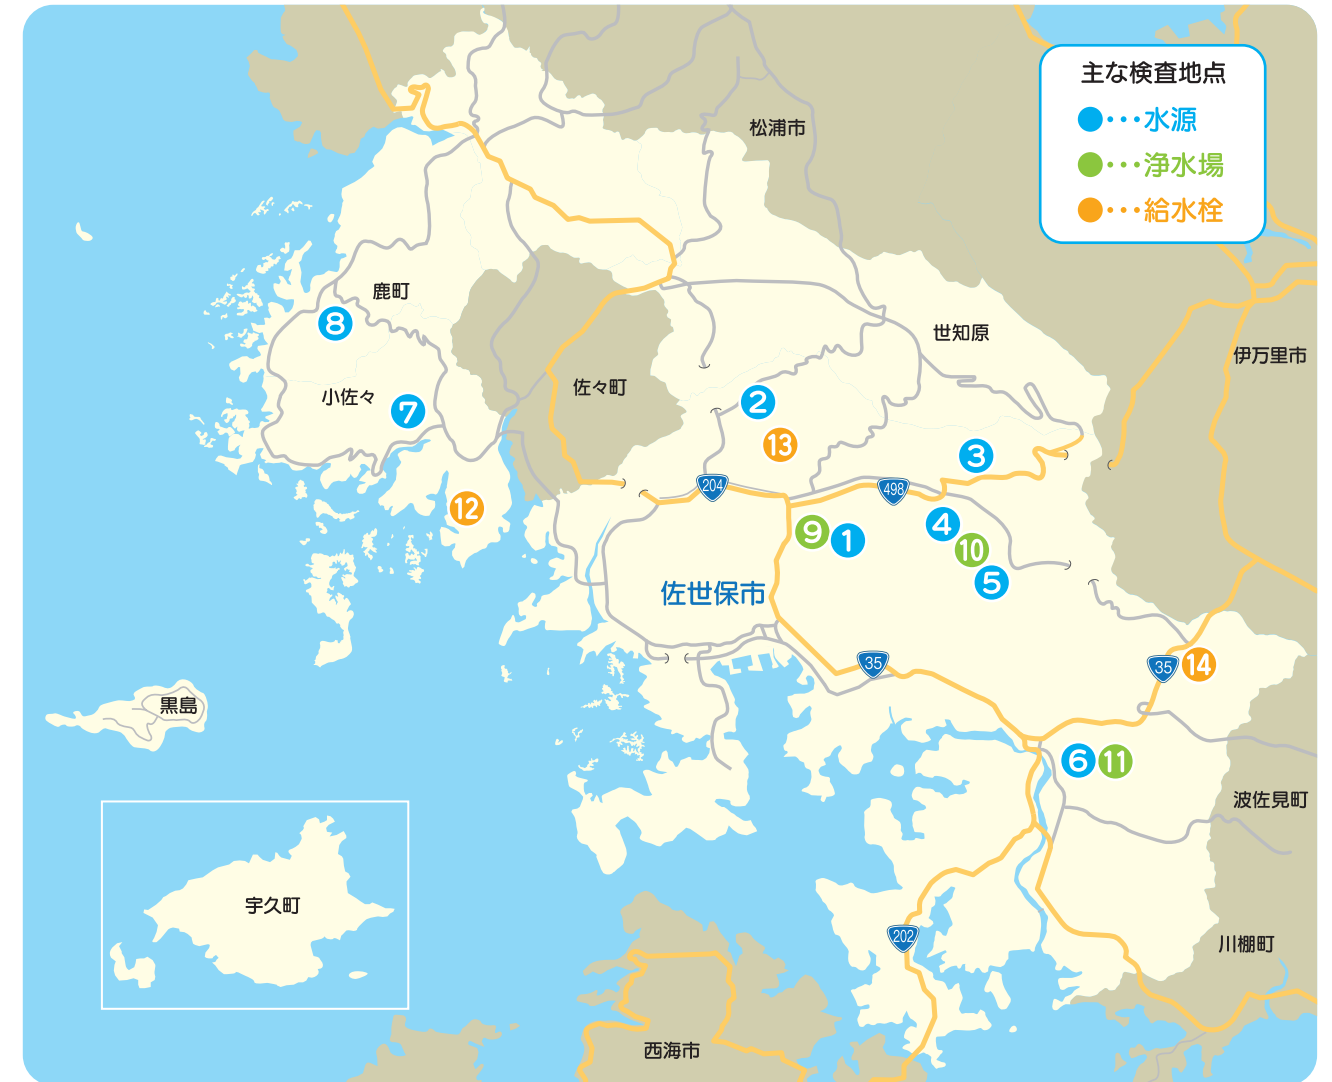 主な検査地点
●･･･水源
●･･･浄水場
●･･･給水栓
松浦市
鹿町
8
世知原
伊万里市
小佐々
7
佐々町
2
13
3
12
204
498
9
1
4
10
5
佐世保市
35
35
14
黒島
6
11
波佐見町
宇久町
202
川棚町
西海市